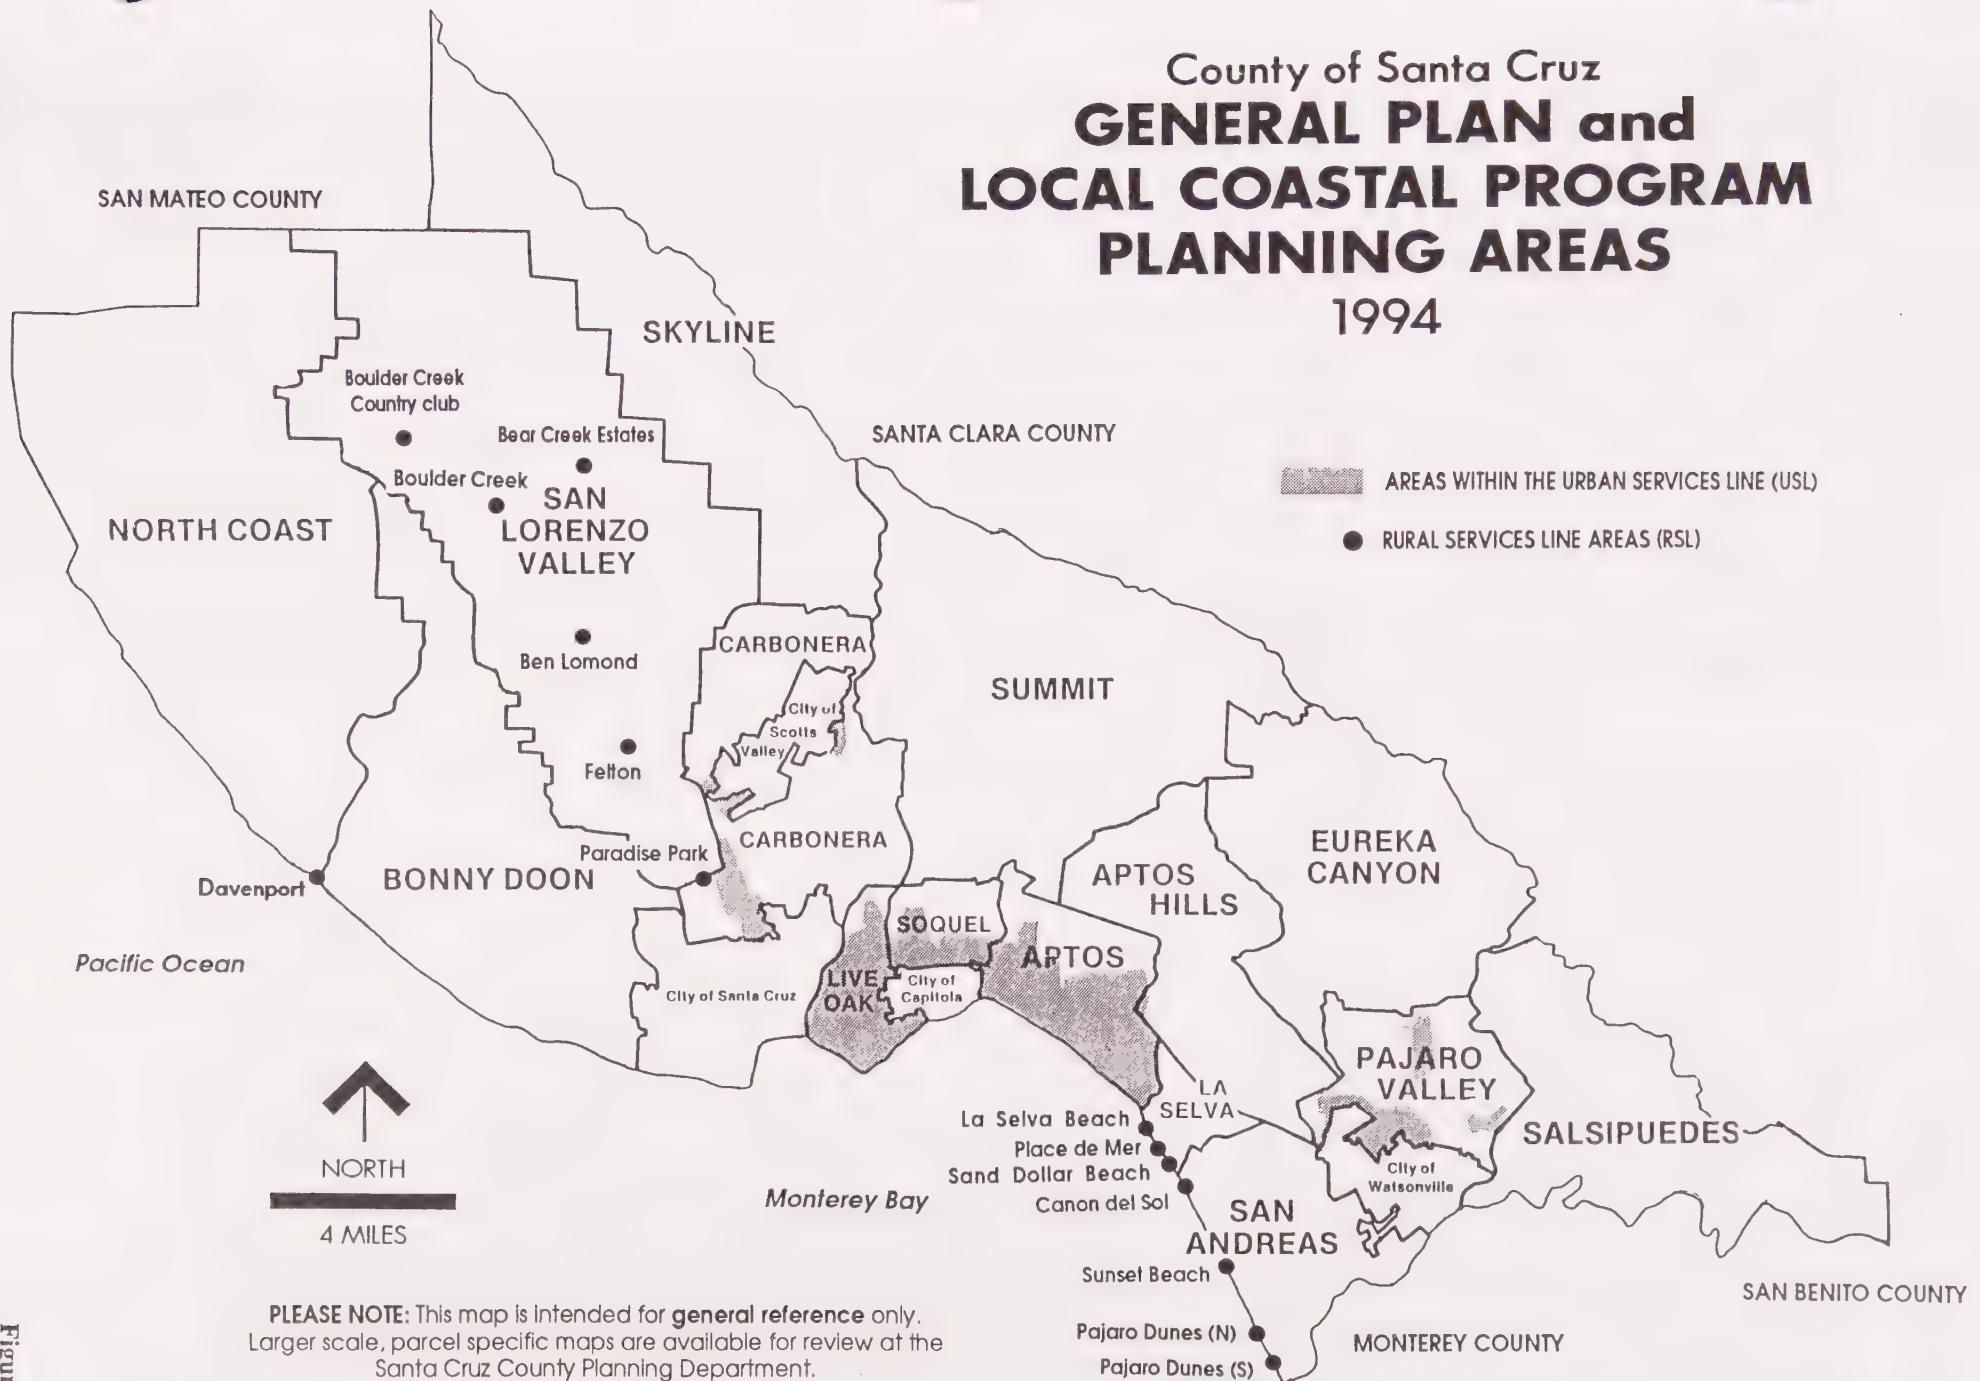 County of Santa Cruz
GENERAL PLAN and
LOCAL COASTAL PROGRAM
PLANNING AREAS
1994
SAN MATEO COUNTY
SKYLINE
Boulder Creek
Country club
Bear Creek Estates
SANTA CLARA COUNTY
Boulder Creek
AREAS WITHIN THE URBAN SERVICES LINE (USL)
RURAL SERVICES LINE AREAS (RSL)
NORTH COAST
SAN
LORENZO
VALLEY
CARBONERA
Ben Lomond
SUMMIT
City of
Scotts
Valley
Felton
CARBONERA
Paradise Park
EUREKA
CANYON
APTOS
HILLS
Davenport
BONNY DOON
SOQUEL
APTOS
Pacific Ocean
City of Santa Cruz
LIVE
OAK
City of
Capitola
PAJARO
VALLEY
LA
SELVA
SALSIPUEDES
La Selva Beach
Place de Mer
Sand Dollar Beach
Canon del Sol
City of
Watsonville
NORTH
4 MILES
Monterey Bay
SAN
ANDREAS
Sunset Beach
SAN BENITO COUNTY
Pajaro Dunes (N)
MONTEREY COUNTY
Pajaro Dunes (S)
PLEASE NOTE: This map is intended for general reference only.
Larger scale, parcel specific maps are available for review at the
Santa Cruz County Planning Department.